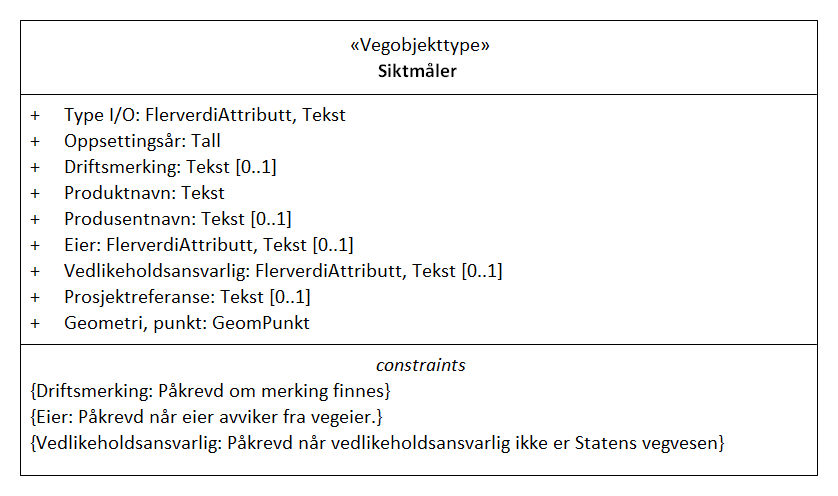 «Vegobjekttype»
Siktmåler
+ Type I/O: FlerverdiAttributt, Tekst
+ Oppsettingsår: Tall
+ Driftsmerking: Tekst [0..1]
+ Produktnavn: Tekst
+ Produsentnavn: Tekst [0..1]
+ Eier: FlerverdiAttributt, Tekst [0..1]
+ Vedlikeholdsansvarlig: FlerverdiAttributt, Tekst [0..1]
+ Prosjektreferanse: Tekst [0..1]
+ Geometri, punkt: GeomPunkt
constraints
{Driftsmerking: Påkrevd om merking finnes}
{Eier: Påkrevd når eier avviker fra vegeier.}
{Vedlikeholdsansvarlig: Påkrevd når vedlikeholdsansvarlig ikke er Statens vegvesen}